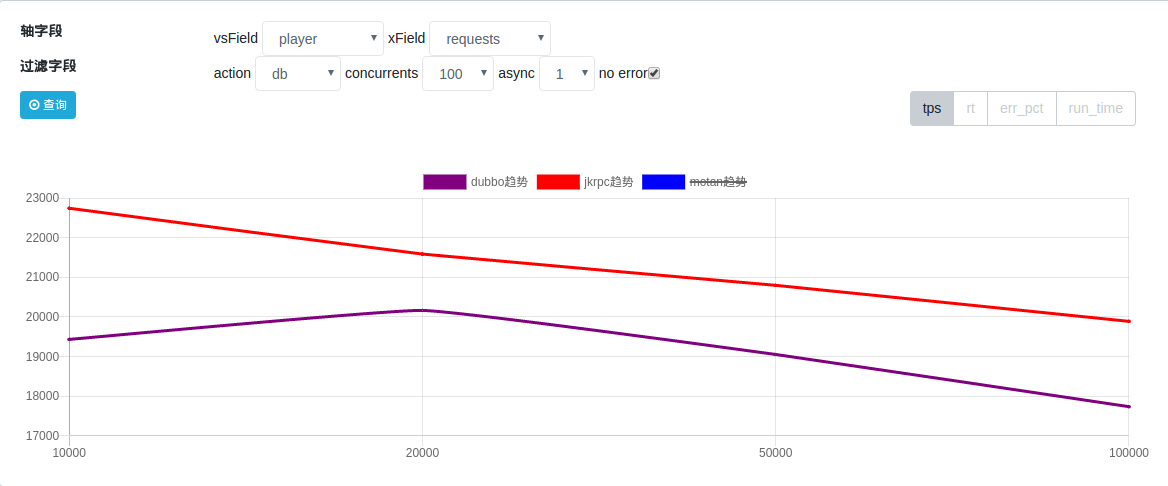 轴字段 vsField player xField requests
过滤字段 action db concurrents 100 async 1 no error
查询 tps rt err_pct run_time
dubbo趋势 jkrpc趋势 motan趋势
23000
22000
21000
20000
19000
18000
17000
10000 20000 50000 100000